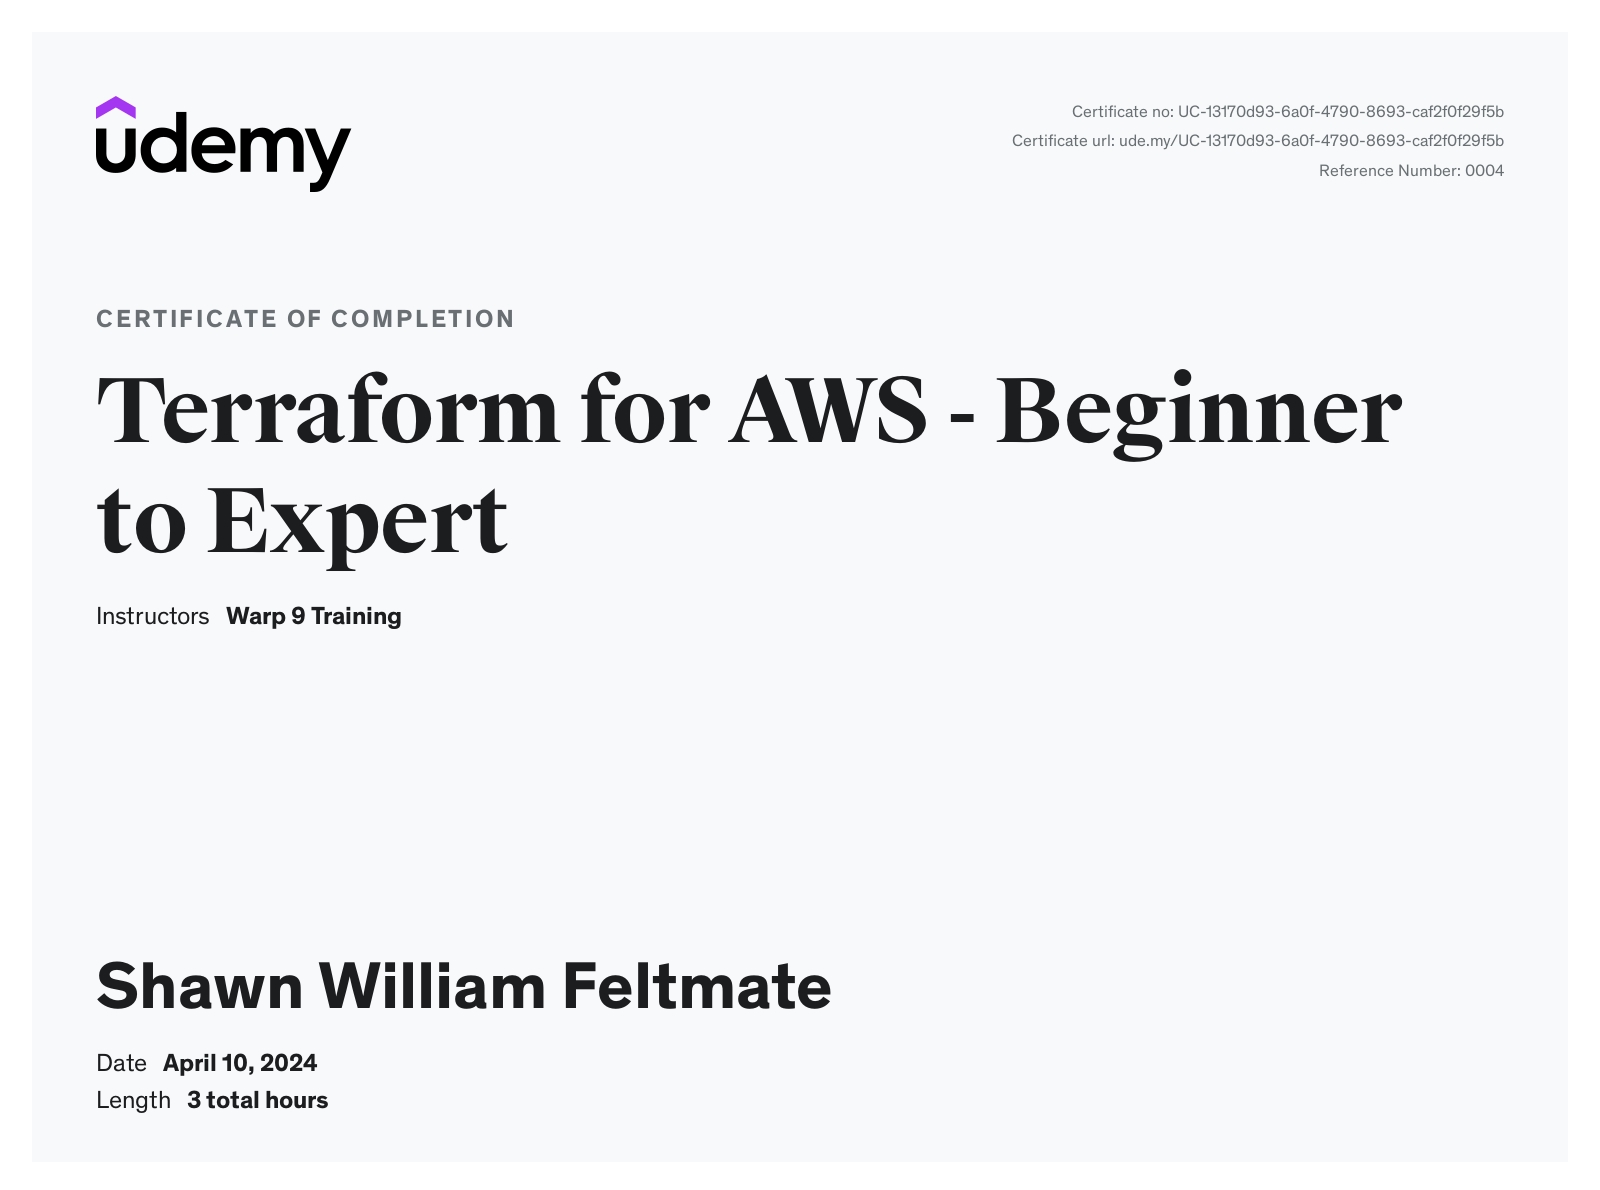 udemy
Certificate no: UC-13170d93-6a0f-4790-8693-caf2f0f29f5b
Certificate url: ude.my/UC-13170d93-6a0f-4790-8693-caf2f0f29f5b
Reference Number: 0004
CERTIFICATE OF COMPLETION
Terraform for AWS - Beginner
to Expert
Instructors Warp 9 Training
Shawn William Feltmate
Date April 10, 2024
Length 3 total hours